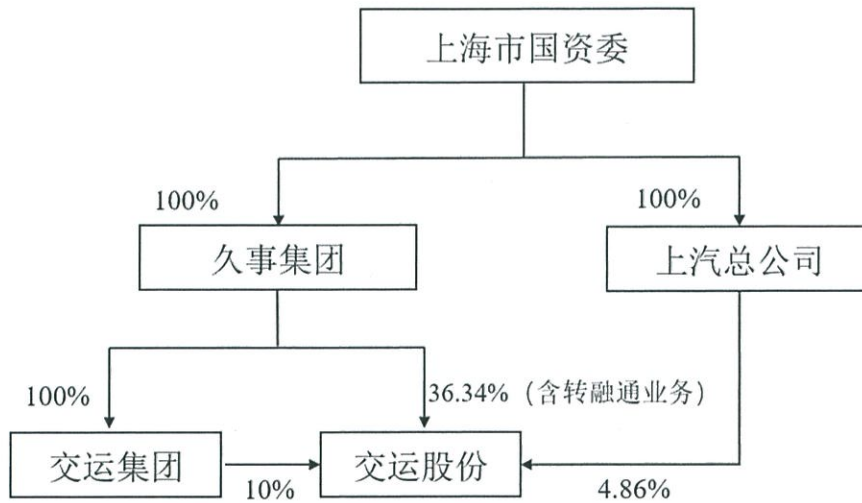 上海市国资委
100%
100%
久事集团
上汽总公司
100%
36.34%（含转融通业务）
交运集团
交运股份
10%
4.86%